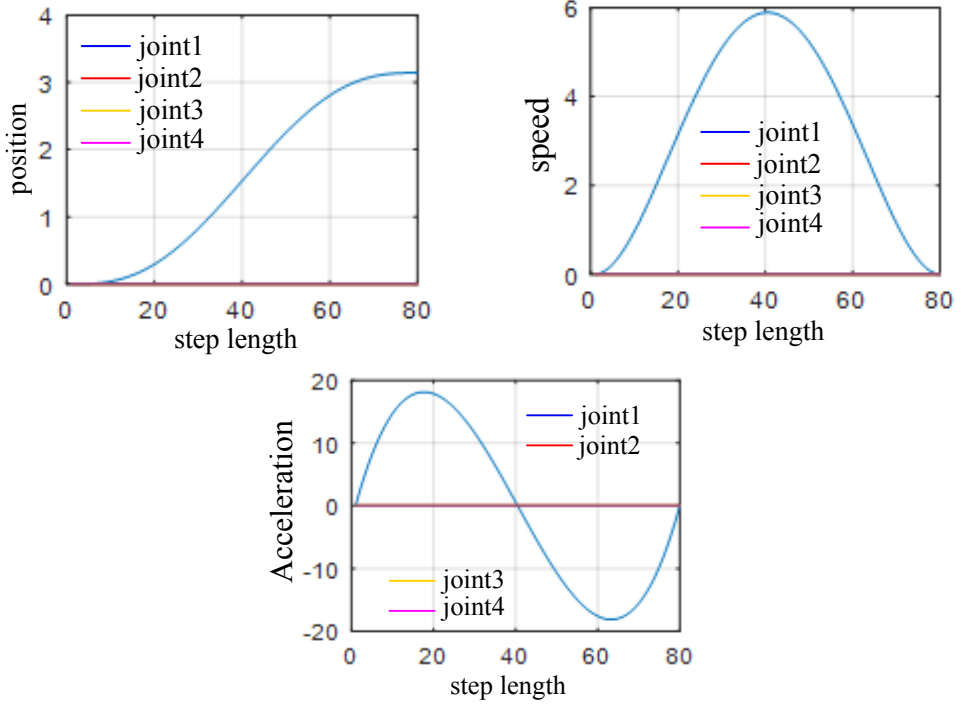 4
3
2
1
0
position
joint1
joint2
joint3
joint4
0 20 40 60 80
step length
6
4
2
0
speed
joint1
joint2
joint3
joint4
0 20 40 60 80
step length
20
10
0
-10
-20
Acceleration
joint1
joint2
joint3
joint4
0 20 40 60 80
step length